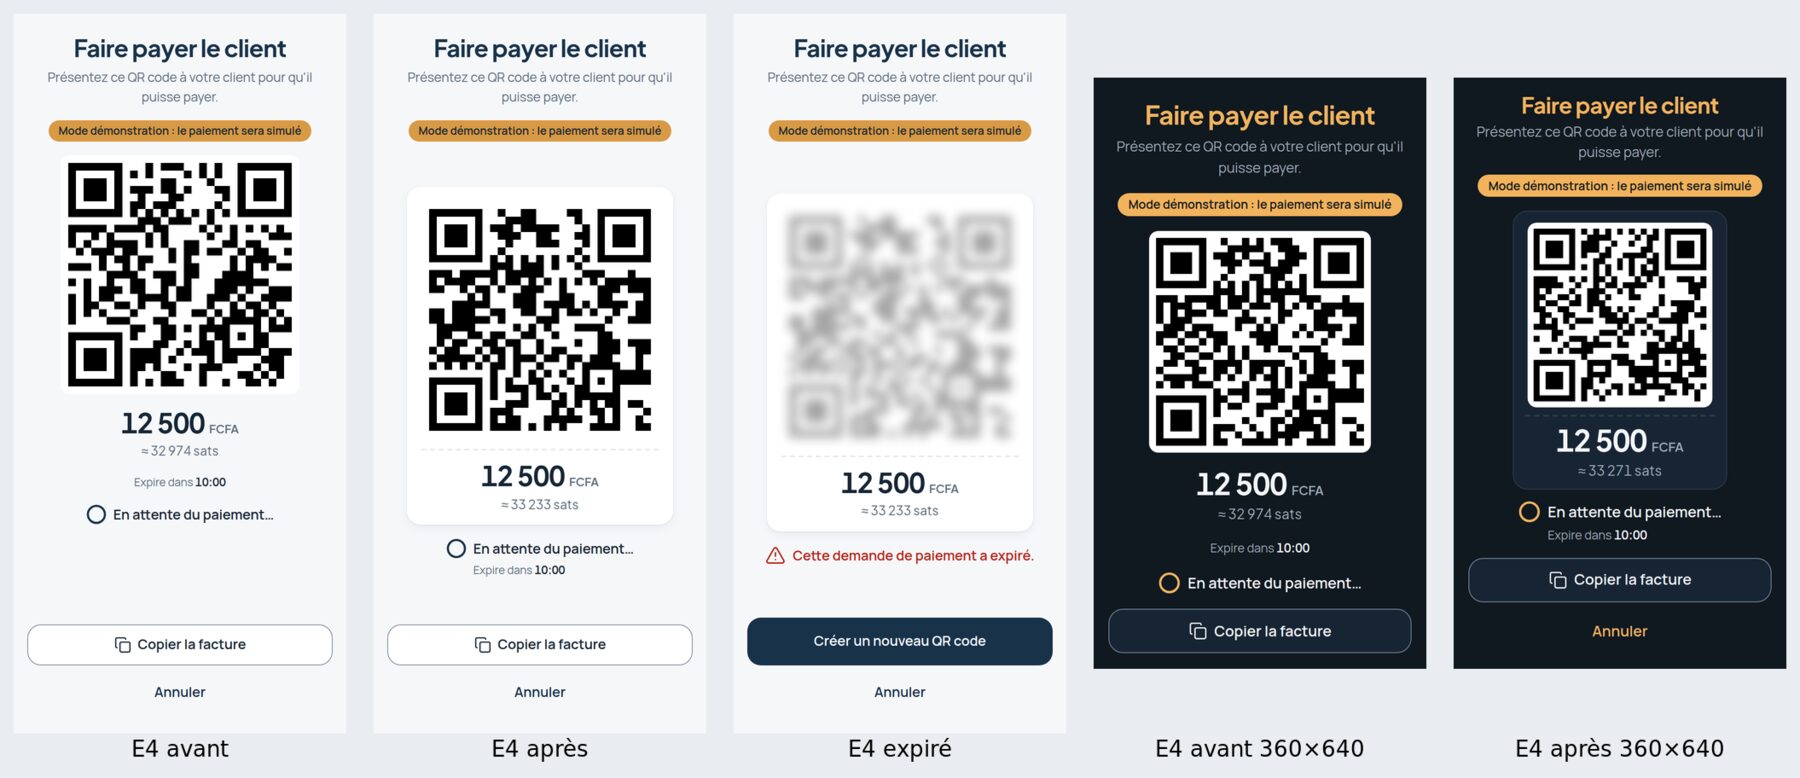 Faire payer le client
Présentez ce QR code à votre client pour qu'il
puisse payer.
Mode démonstration : le paiement sera simulé
12 500 FCFA
≈ 32 974 sats
Expire dans 10:00
En attente du paiement…
Copier la facture
Annuler
E4 avant
Faire payer le client
Présentez ce QR code à votre client pour qu'il
puisse payer.
Mode démonstration : le paiement sera simulé
12 500 FCFA
≈ 33 233 sats
En attente du paiement…
Expire dans 10:00
Copier la facture
Annuler
E4 après
Faire payer le client
Présentez ce QR code à votre client pour qu'il
puisse payer.
Mode démonstration : le paiement sera simulé
12 500 FCFA
≈ 33 233 sats
Cette demande de paiement a expiré.
Créer un nouveau QR code
Annuler
E4 expiré
Faire payer le client
Présentez ce QR code à votre client pour qu'il
puisse payer.
Mode démonstration : le paiement sera simulé
12 500 FCFA
≈ 32 974 sats
Expire dans 10:00
En attente du paiement…
Copier la facture
E4 avant 360×640
Faire payer le client
Présentez ce QR code à votre client pour qu'il
puisse payer.
Mode démonstration : le paiement sera simulé
12 500 FCFA
≈ 33 271 sats
En attente du paiement…
Expire dans 10:00
Copier la facture
Annuler
E4 après 360×640